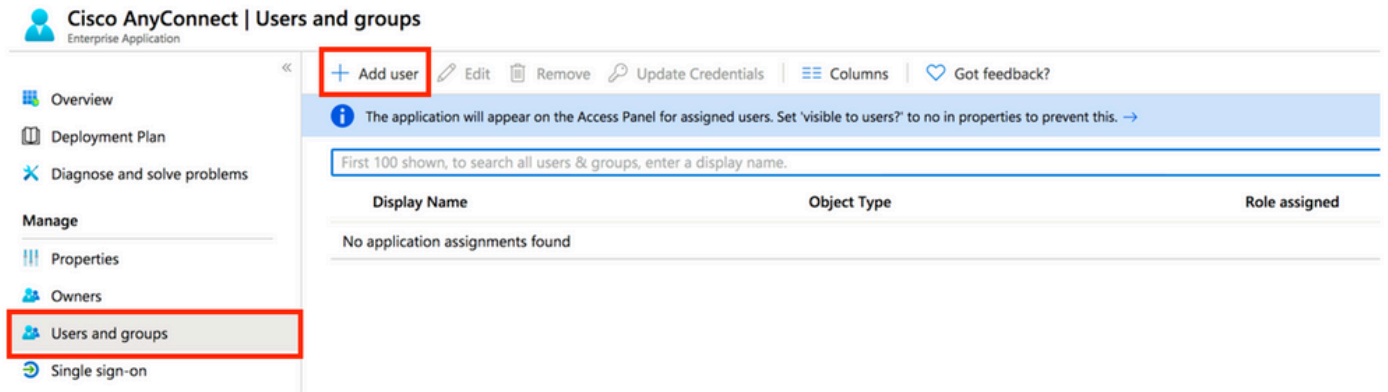 Cisco AnyConnect | Users and groups
Enterprise Application
«
Overview
Deployment Plan
Diagnose and solve problems
Manage
Properties
Owners
Users and groups
Single sign-on
+ Add user Edit Remove Update Credentials Columns Got feedback?
The application will appear on the Access Panel for assigned users. Set 'visible to users?' to no in properties to prevent this. →
First 100 shown, to search all users & groups, enter a display name.
Display Name Object Type Role assigned
No application assignments found